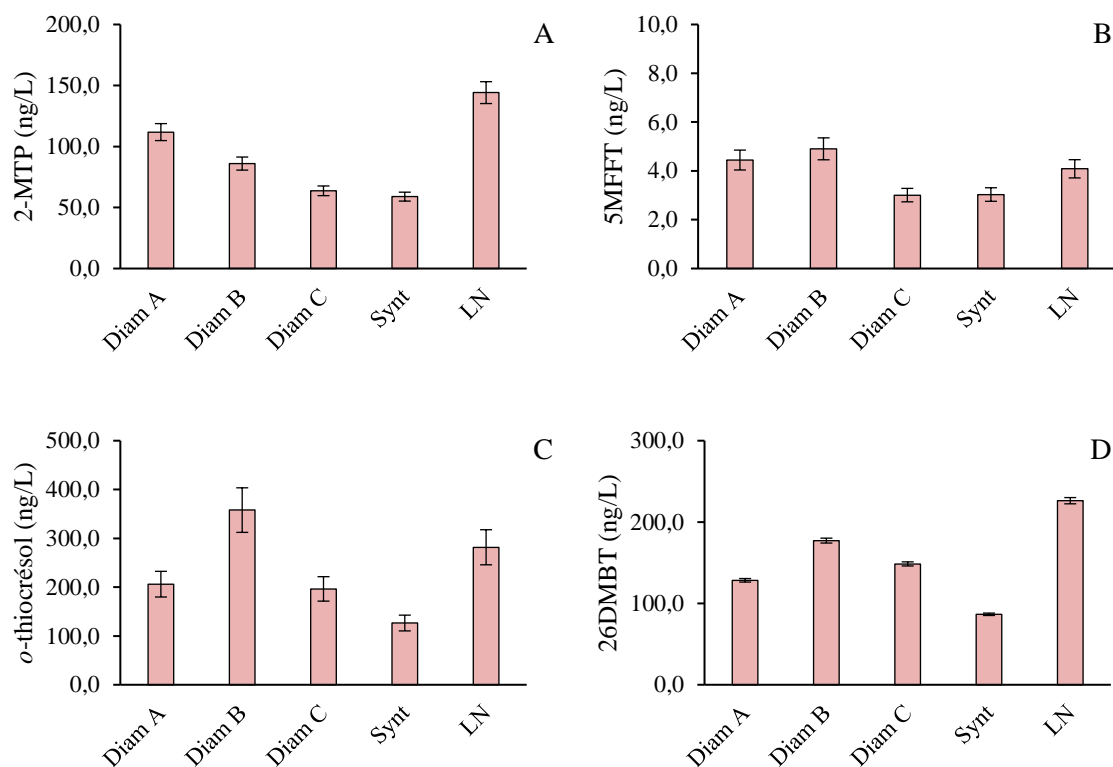 A
2-MTP (ng/L)
200,0
150,0
100,0
50,0
0,0
Diam A
Diam B
Diam C
Synt
LN
B
5MFFT (ng/L)
10,0
8,0
6,0
4,0
2,0
0,0
Diam A
Diam B
Diam C
Synt
LN
C
o-thiocrésol (ng/L)
500,0
400,0
300,0
200,0
100,0
0,0
Diam A
Diam B
Diam C
Synt
LN
D
26DMBT (ng/L)
300,0
200,0
100,0
0,0
Diam A
Diam B
Diam C
Synt
LN